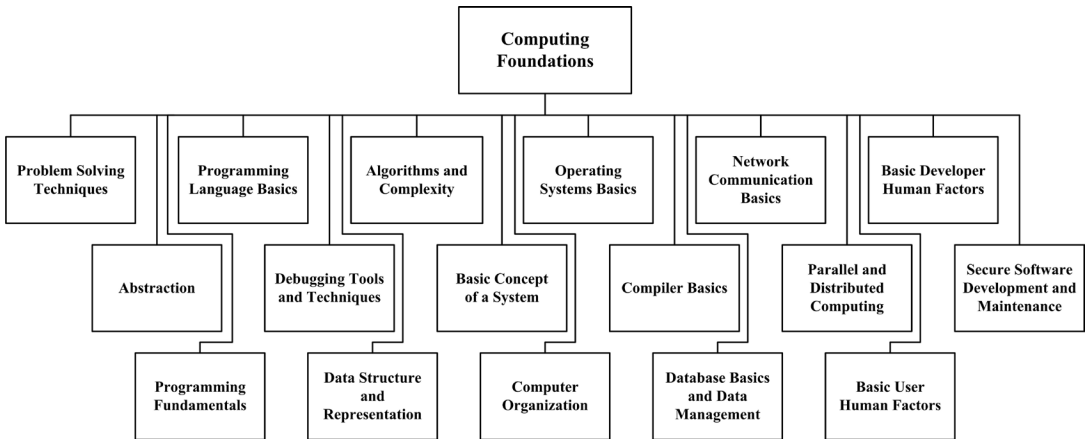 Computing
Foundations
Problem Solving
Techniques
Programming
Language Basics
Algorithms and
Complexity
Operating
Systems Basics
Network
Communication
Basics
Basic Developer
Human Factors
Abstraction
Debugging Tools
and Techniques
Basic Concept
of a System
Compiler Basics
Parallel and
Distributed
Computing
Secure Software
Development and
Maintenance
Programming
Fundamentals
Data Structure
and
Representation
Computer
Organization
Database Basics
and Data
Management
Basic User
Human Factors